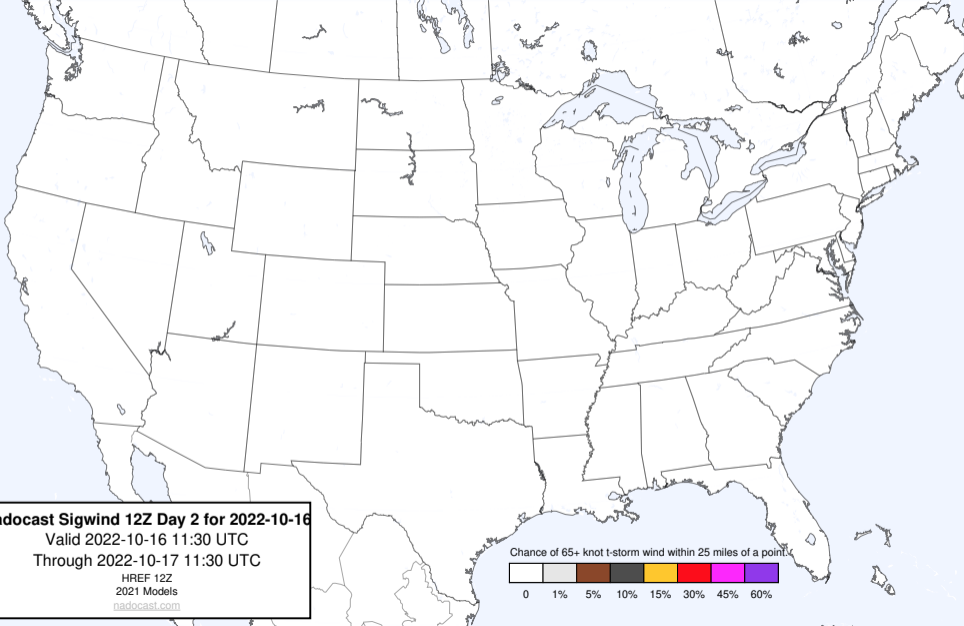 adocast Sigwind 12Z Day 2 for 2022-10-16
Valid 2022-10-16 11:30 UTC
Through 2022-10-17 11:30 UTC
HREF 12Z
2021 Models
nadocast.com
Chance of 65+ knot t-storm wind within 25 miles of a point.
0 1% 5% 10% 15% 30% 45% 60%